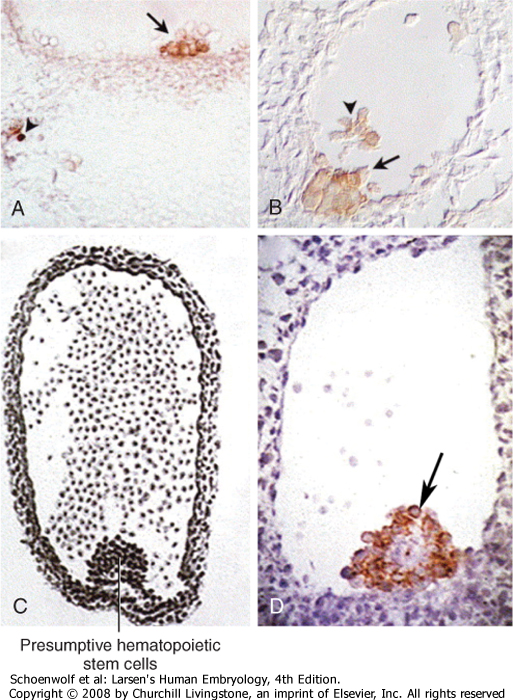 A
B
C
D
Presumptive hematopoietic
stem cells
Schoenwolf et al: Larsen's Human Embryology, 4th Edition.
Copyright © 2008 by Churchill Livingstone, an imprint of Elsevier, Inc. All rights reserved